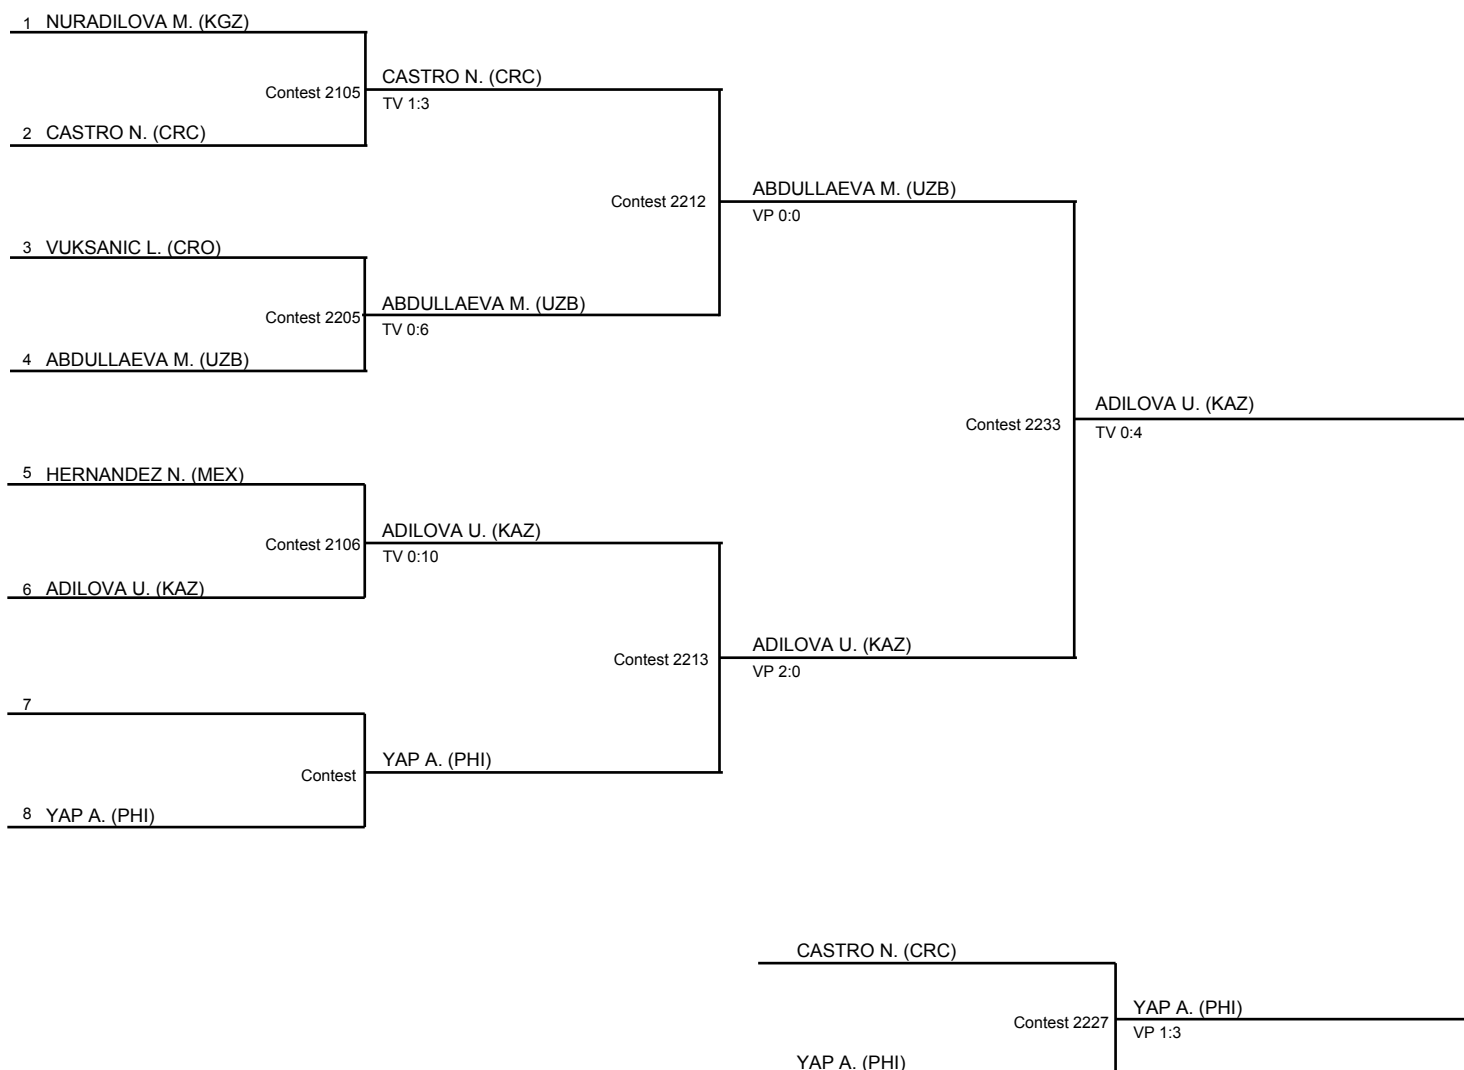 1 NURADILOVA M. (KGZ)
CASTRO N. (CRC)
Contest 2105
TV 1:3
2 CASTRO N. (CRC)
ABDULLAEVA M. (UZB)
Contest 2212
VP 0:0
3 VUKSANIC L. (CRO)
ABDULLAEVA M. (UZB)
Contest 2205
TV 0:6
4 ABDULLAEVA M. (UZB)
ADILOVA U. (KAZ)
Contest 2233
TV 0:4
5 HERNANDEZ N. (MEX)
ADILOVA U. (KAZ)
Contest 2106
TV 0:10
6 ADILOVA U. (KAZ)
ADILOVA U. (KAZ)
Contest 2213
VP 2:0
7
YAP A. (PHI)
Contest
8 YAP A. (PHI)
CASTRO N. (CRC)
YAP A. (PHI)
Contest 2227
VP 1:3
YAP A. (PHI)